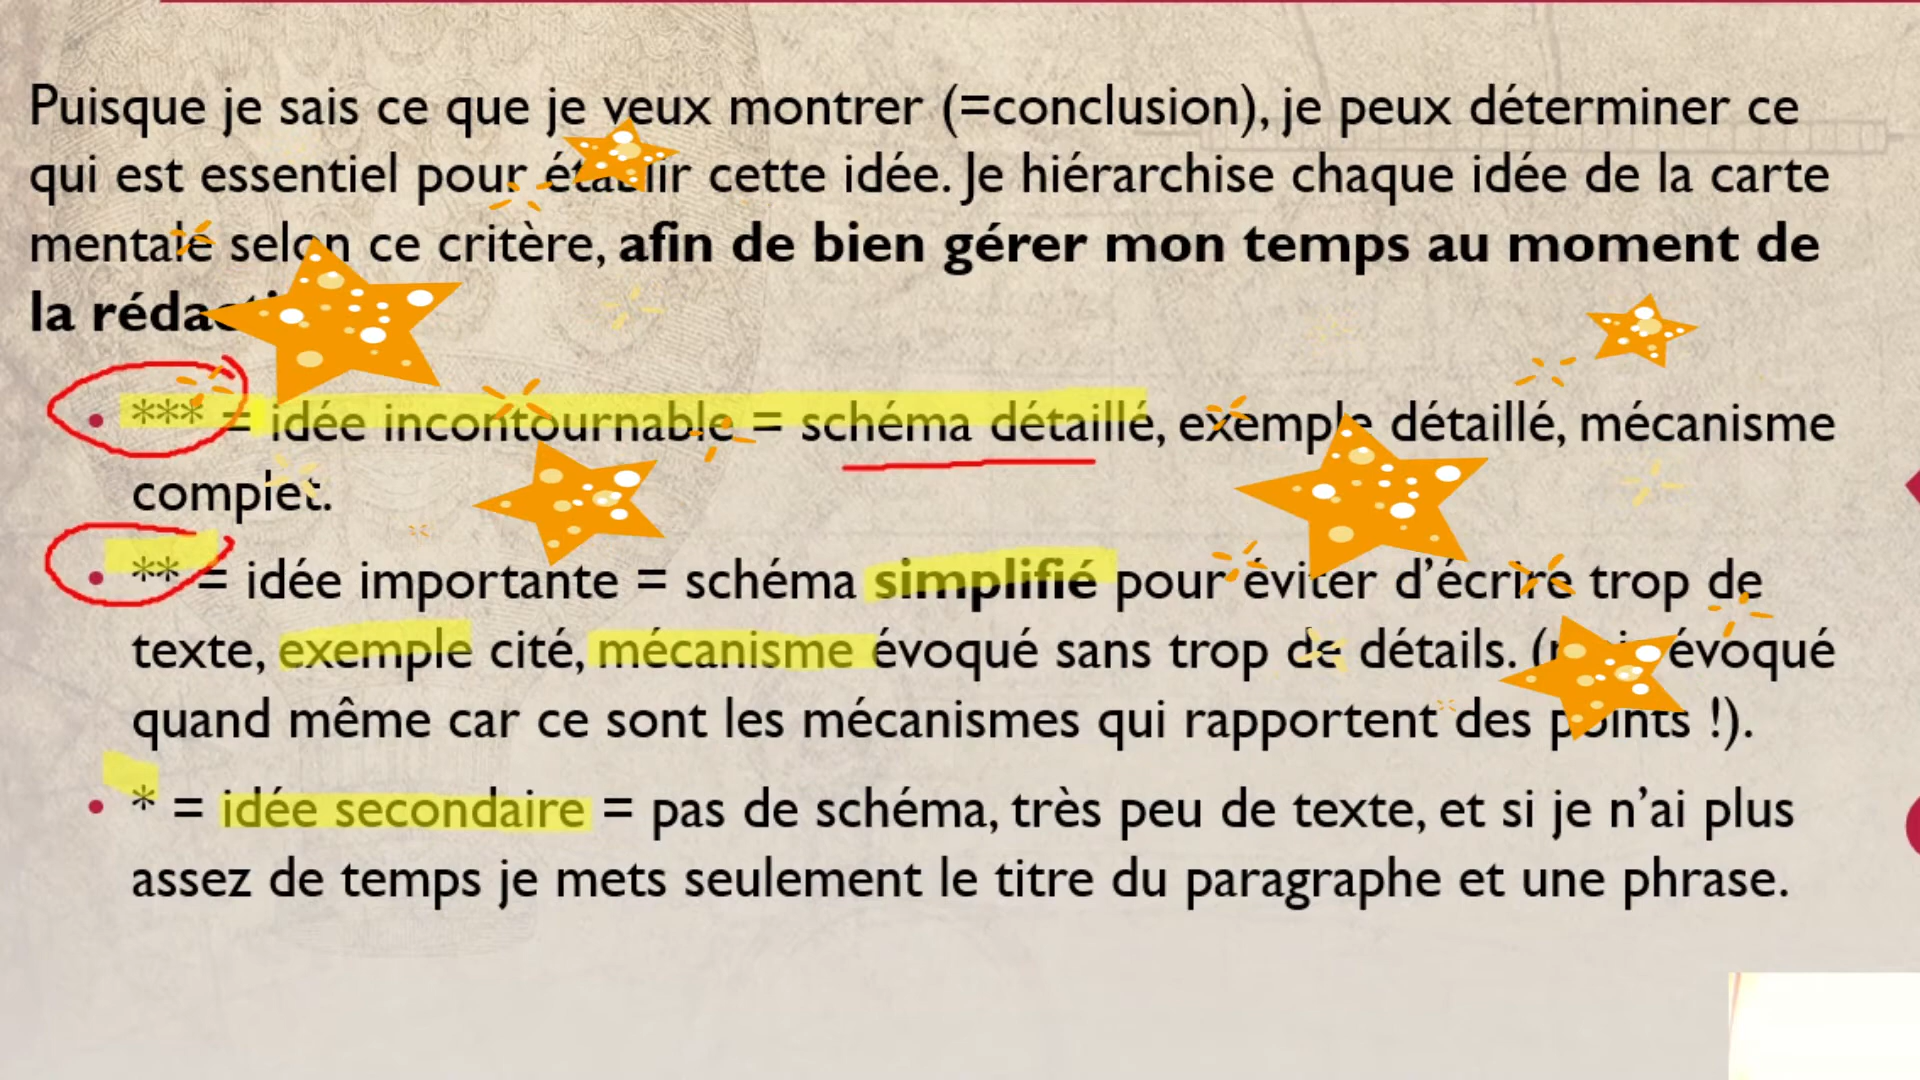 Puisque je sais ce que je veux montrer (=conclusion), je peux déterminer ce
qui est essentiel pour établir cette idée. Je hiérarchise chaque idée de la carte
mentale selon ce critère, afin de bien gérer mon temps au moment de
la
• *** = idée incontournable = schéma détaillé, exemple détaillé, mécanisme
complet.
• ** = idée importante = schéma simplifié pour éviter d'écrire trop de
texte, exemple cité, mécanisme évoqué sans trop de détails. évoqué
quand même car ce sont les mécanismes qui rapportent des points !).
• * = idée secondaire = pas de schéma, très peu de texte, et si je n'ai plus
assez de temps je mets seulement le titre du paragraphe et une phrase.